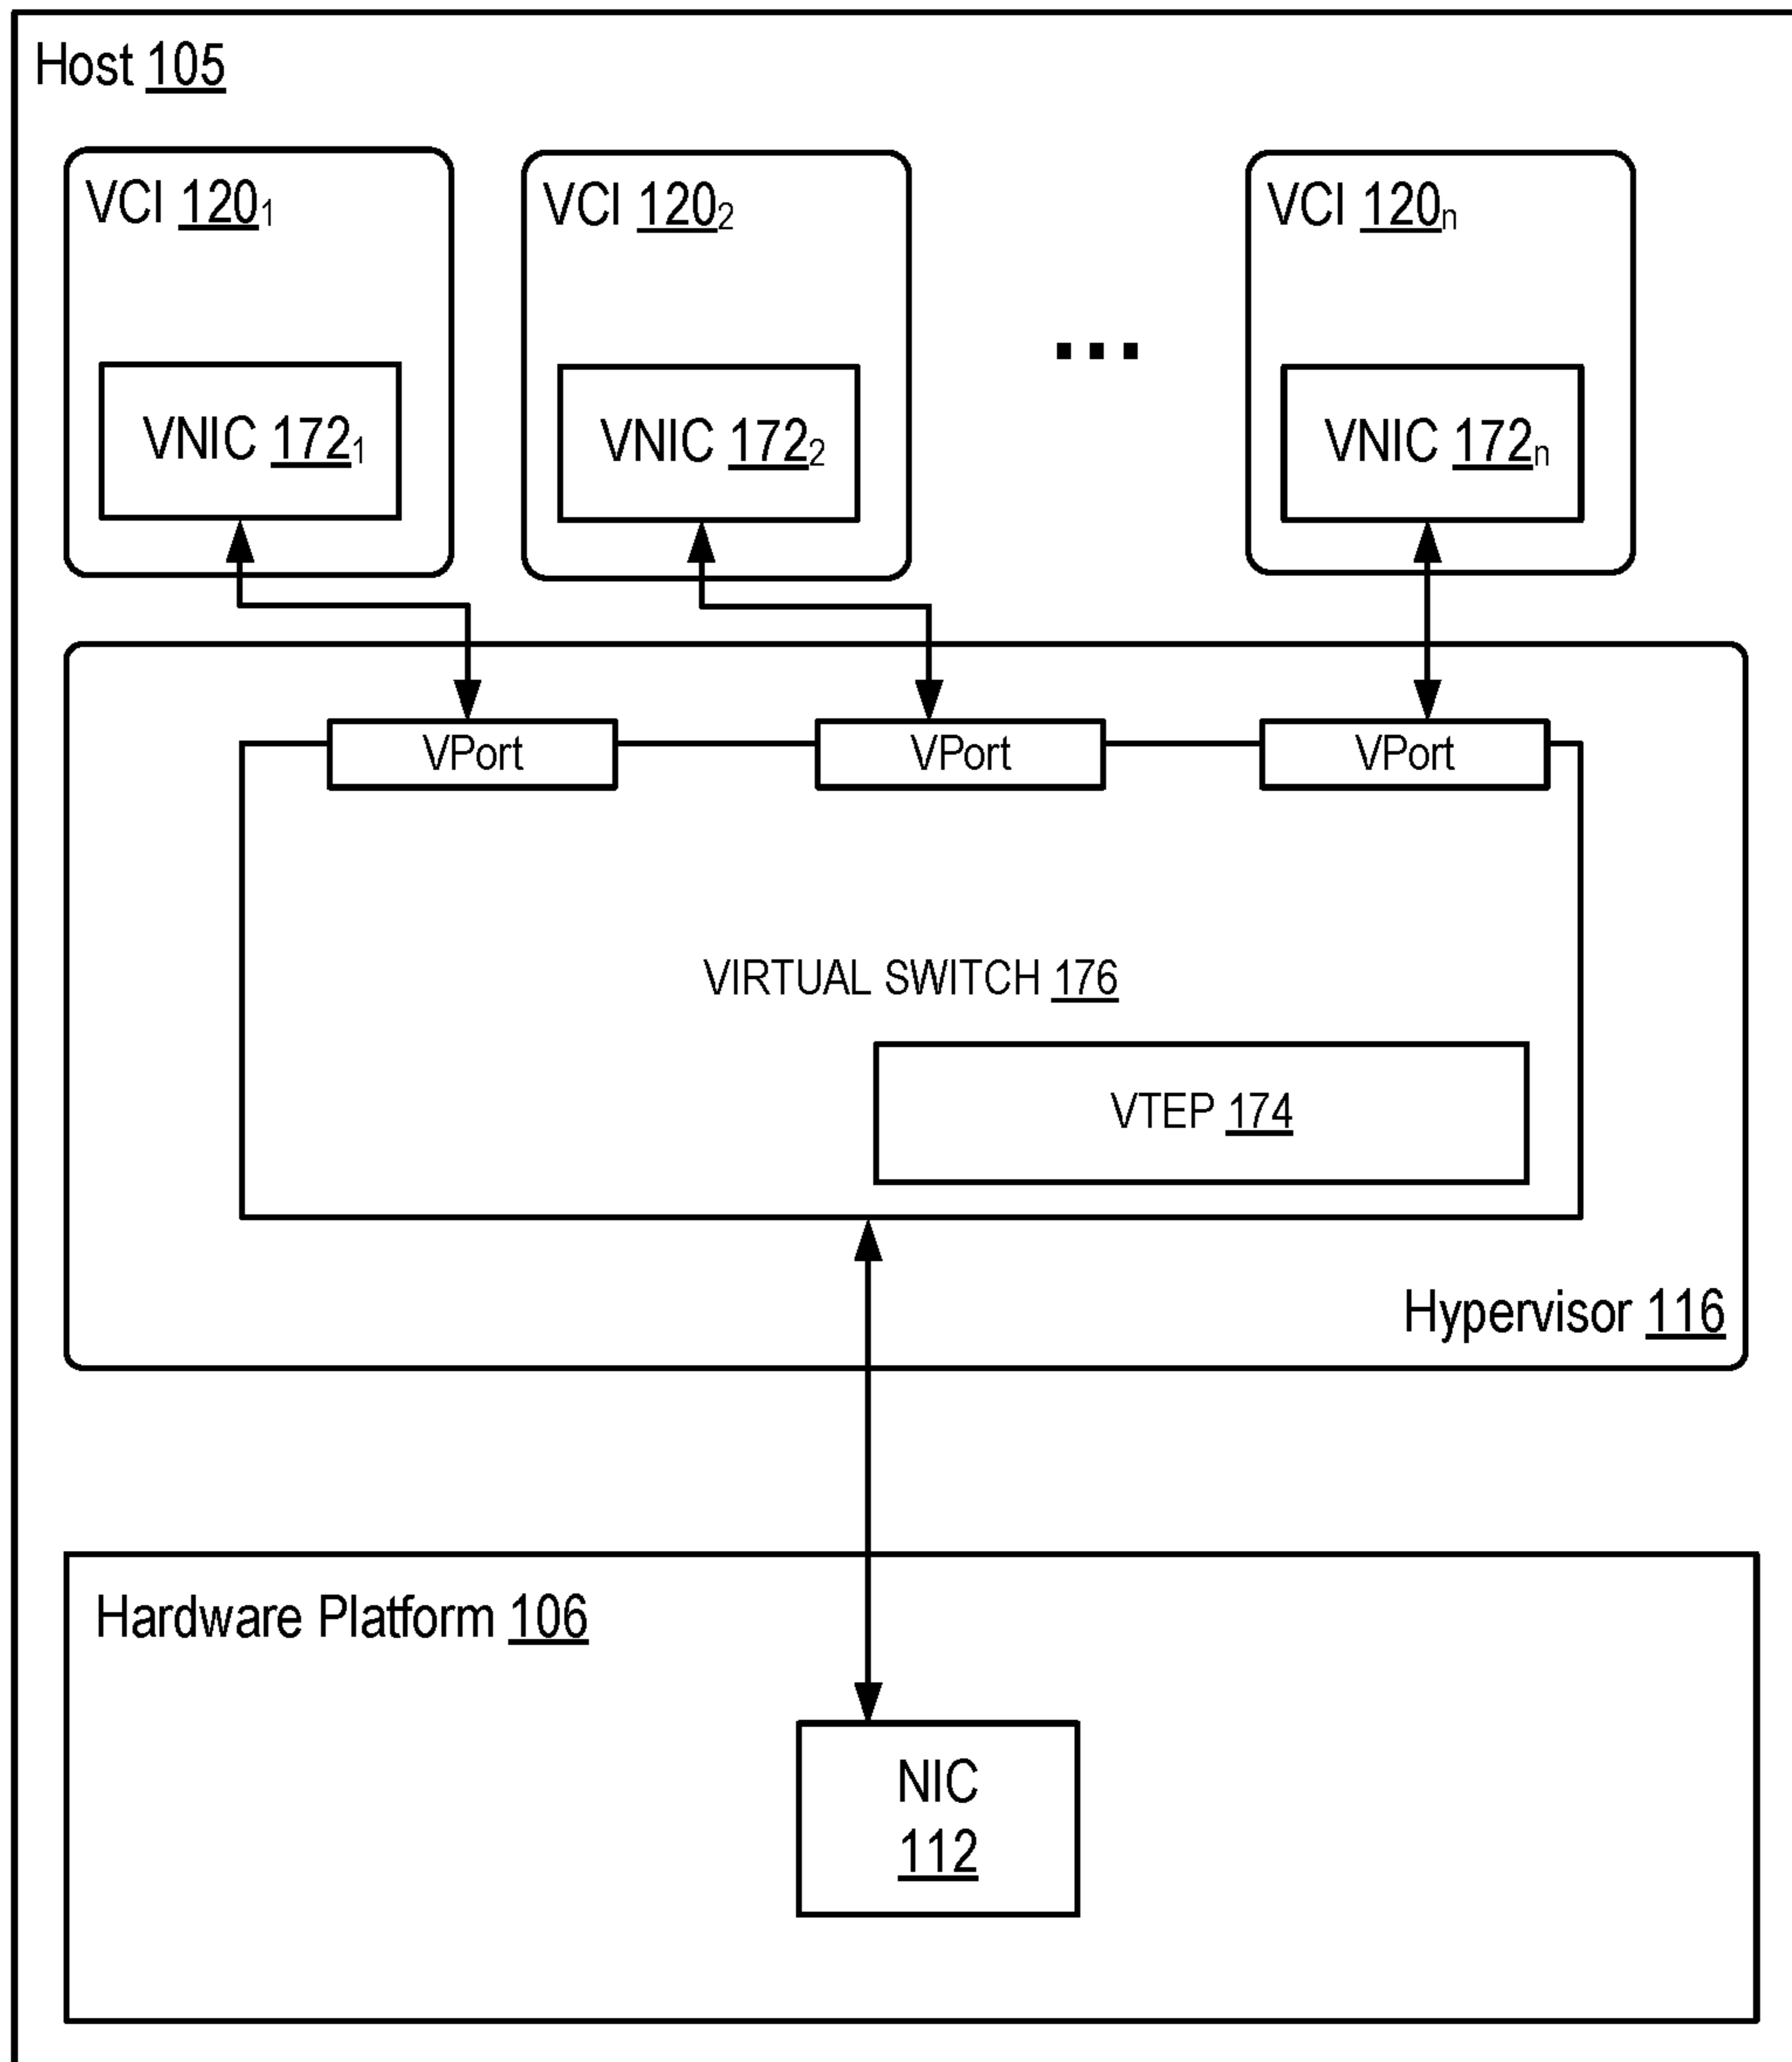 Host 105
VCI 120₁
VCI 120₂
VCI 120ₙ
...
VNIC 172₁
VNIC 172₂
VNIC 172ₙ
VPort
VPort
VPort
VIRTUAL SWITCH 176
VTEP 174
Hypervisor 116
Hardware Platform 106
NIC
112